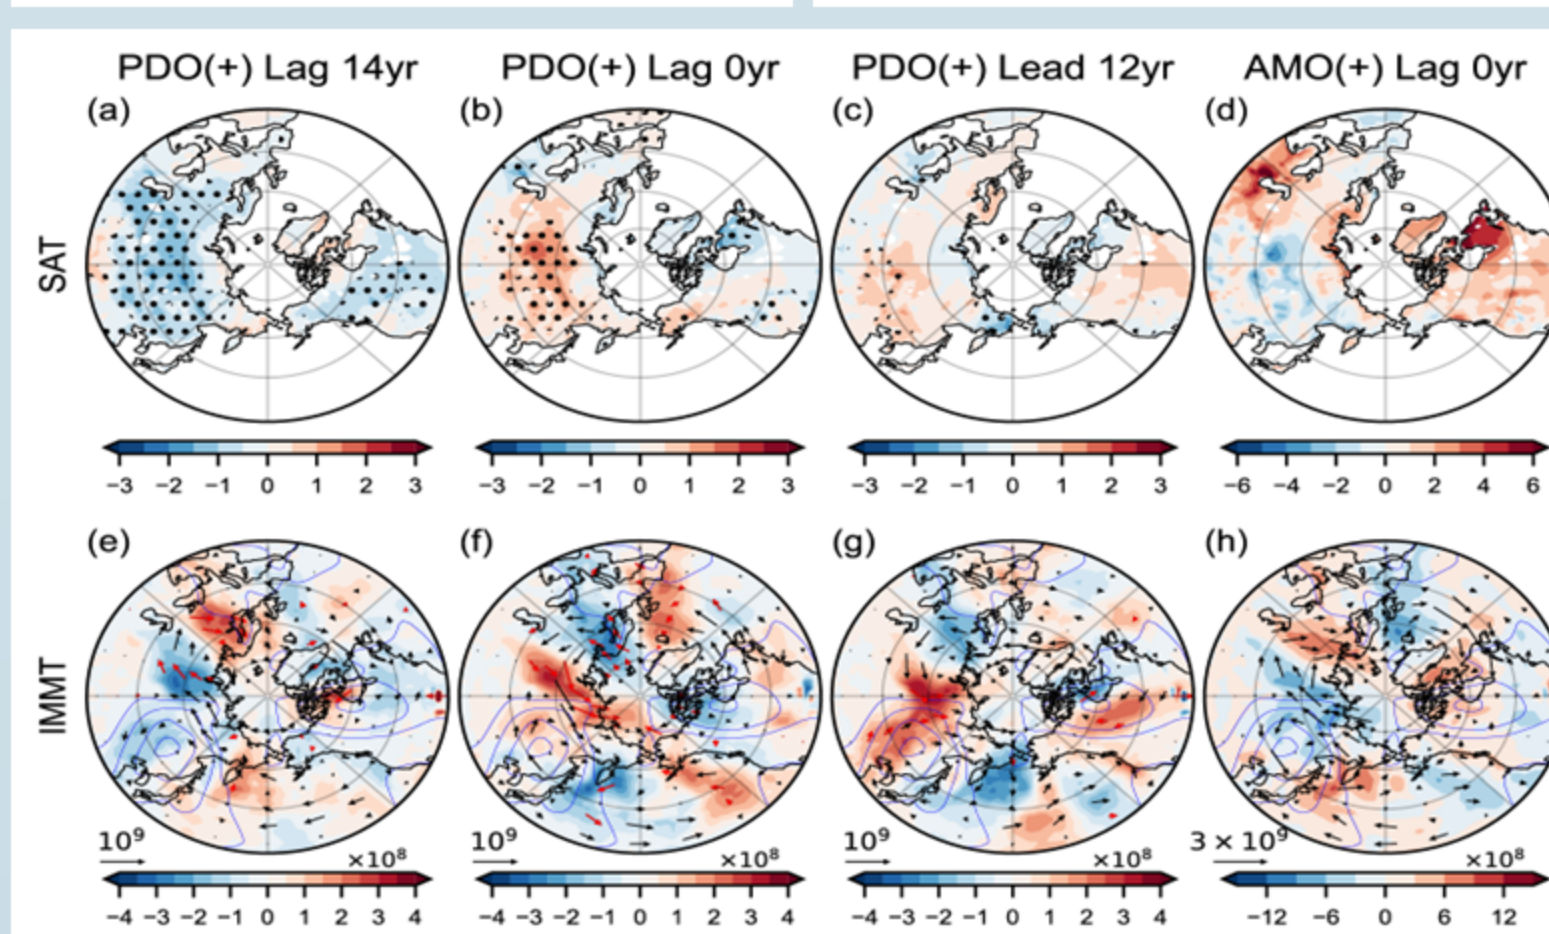 PDO(+) Lag 14yr PDO(+) Lag 0yr PDO(+) Lead 12yr AMO(+) Lag 0yr
(a) (b) (c) (d)
SAT
−3 −2 −1 0 1 2 3 −3 −2 −1 0 1 2 3 −3 −2 −1 0 1 2 3 −6 −4 −2 0 2 4 6
(e) (f) (g) (h)
IMMT
10⁹ ×10⁸ 10⁹ ×10⁸ 10⁹ ×10⁸ 3 × 10⁹ ×10⁸
−4 −3 −2 −1 0 1 2 3 4 −4 −3 −2 −1 0 1 2 3 4 −4 −3 −2 −1 0 1 2 3 4 −12 −6 0 6 12